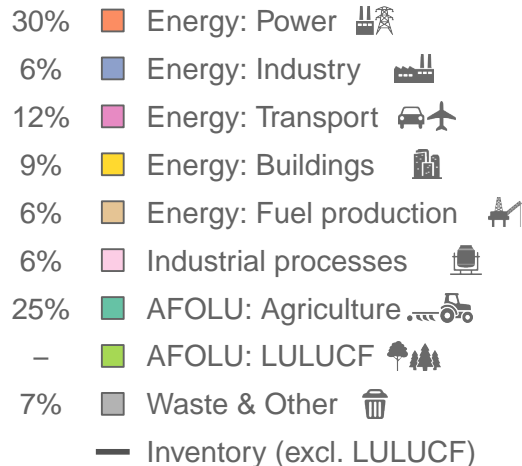 30% Energy: Power
6% Energy: Industry
12% Energy: Transport
9% Energy: Buildings
6% Energy: Fuel production
6% Industrial processes
25% AFOLU: Agriculture
– AFOLU: LULUCF
7% Waste & Other
Inventory (excl. LULUCF)